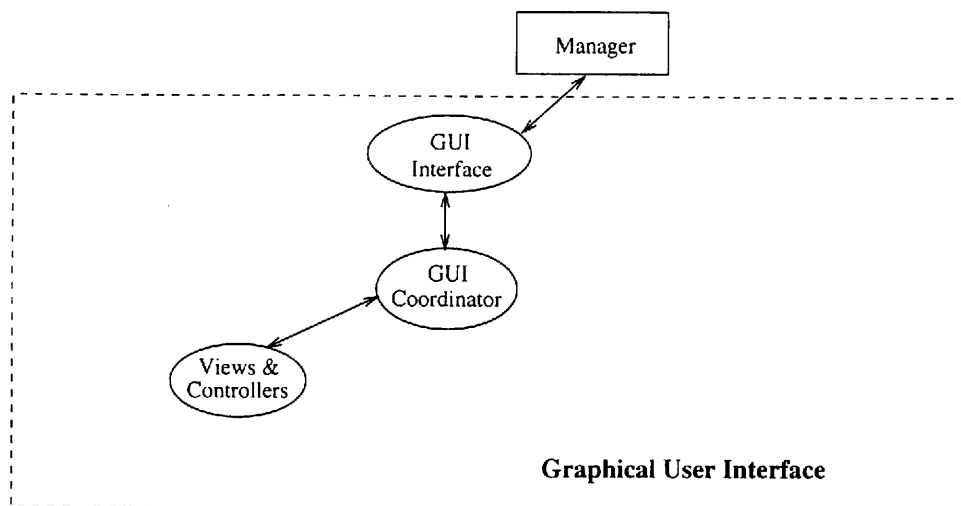 Manager
GUI
Interface
GUI
Coordinator
Views &
Controllers
Graphical User Interface